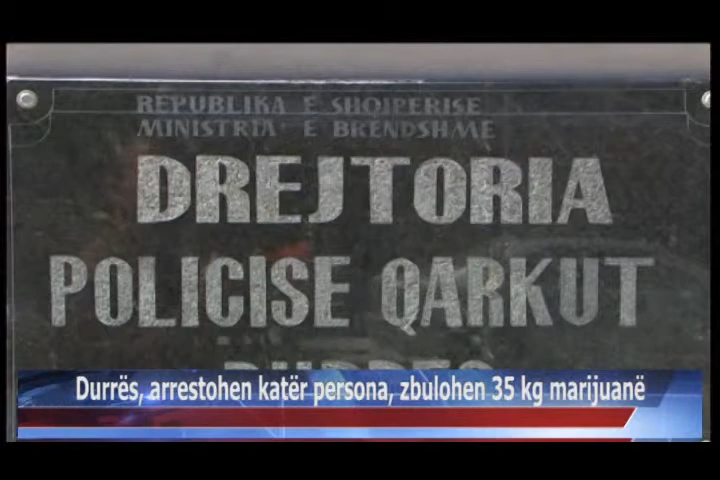 REPUBLIKA E SHQIPERISE
MINISTRIA E BRENDSHME
DREJTORIA
POLICISE QARKUT
Durrës, arrestohen katër persona, zbulohen 35 kg marijuanë